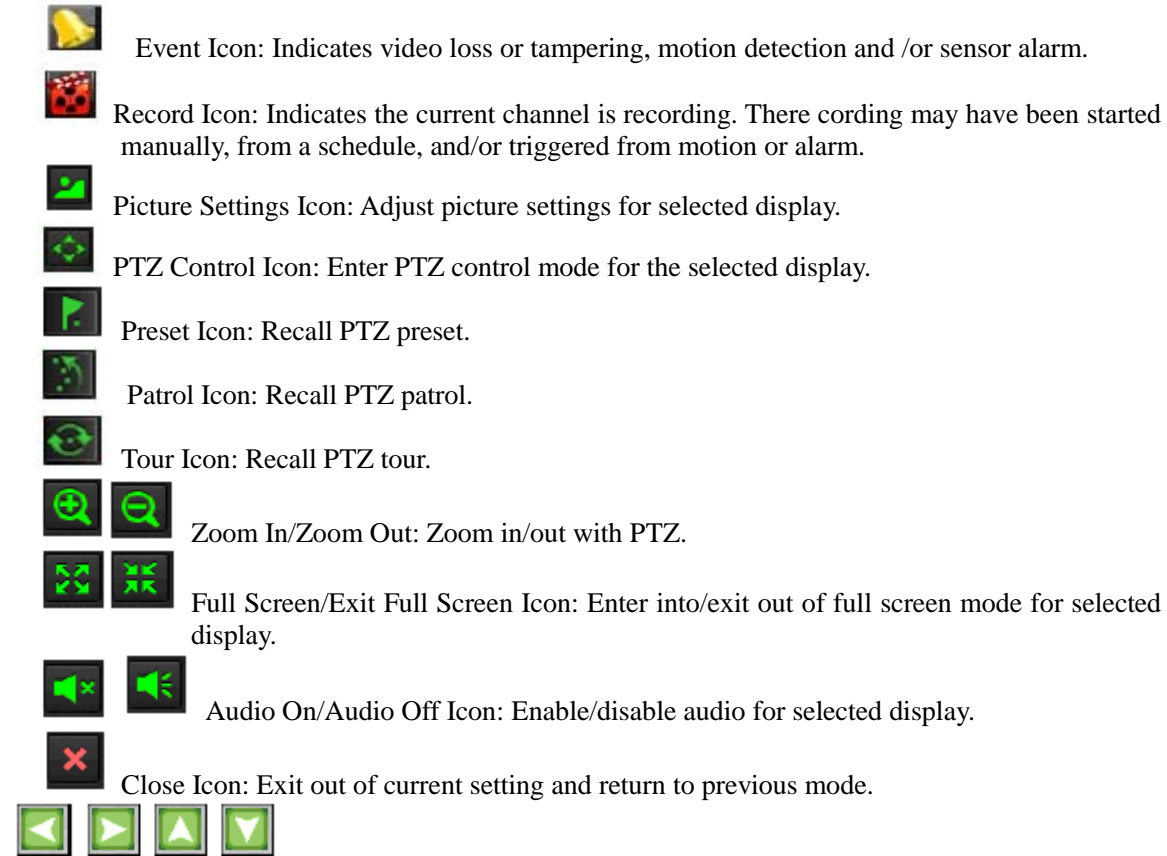 Event Icon: Indicates video loss or tampering, motion detection and /or sensor alarm.
Record Icon: Indicates the current channel is recording. There cording may have been started
manually, from a schedule, and/or triggered from motion or alarm.
Picture Settings Icon: Adjust picture settings for selected display.
PTZ Control Icon: Enter PTZ control mode for the selected display.
Preset Icon: Recall PTZ preset.
Patrol Icon: Recall PTZ patrol.
Tour Icon: Recall PTZ tour.
Zoom In/Zoom Out: Zoom in/out with PTZ.
Full Screen/Exit Full Screen Icon: Enter into/exit out of full screen mode for selected
display.
Audio On/Audio Off Icon: Enable/disable audio for selected display.
Close Icon: Exit out of current setting and return to previous mode.